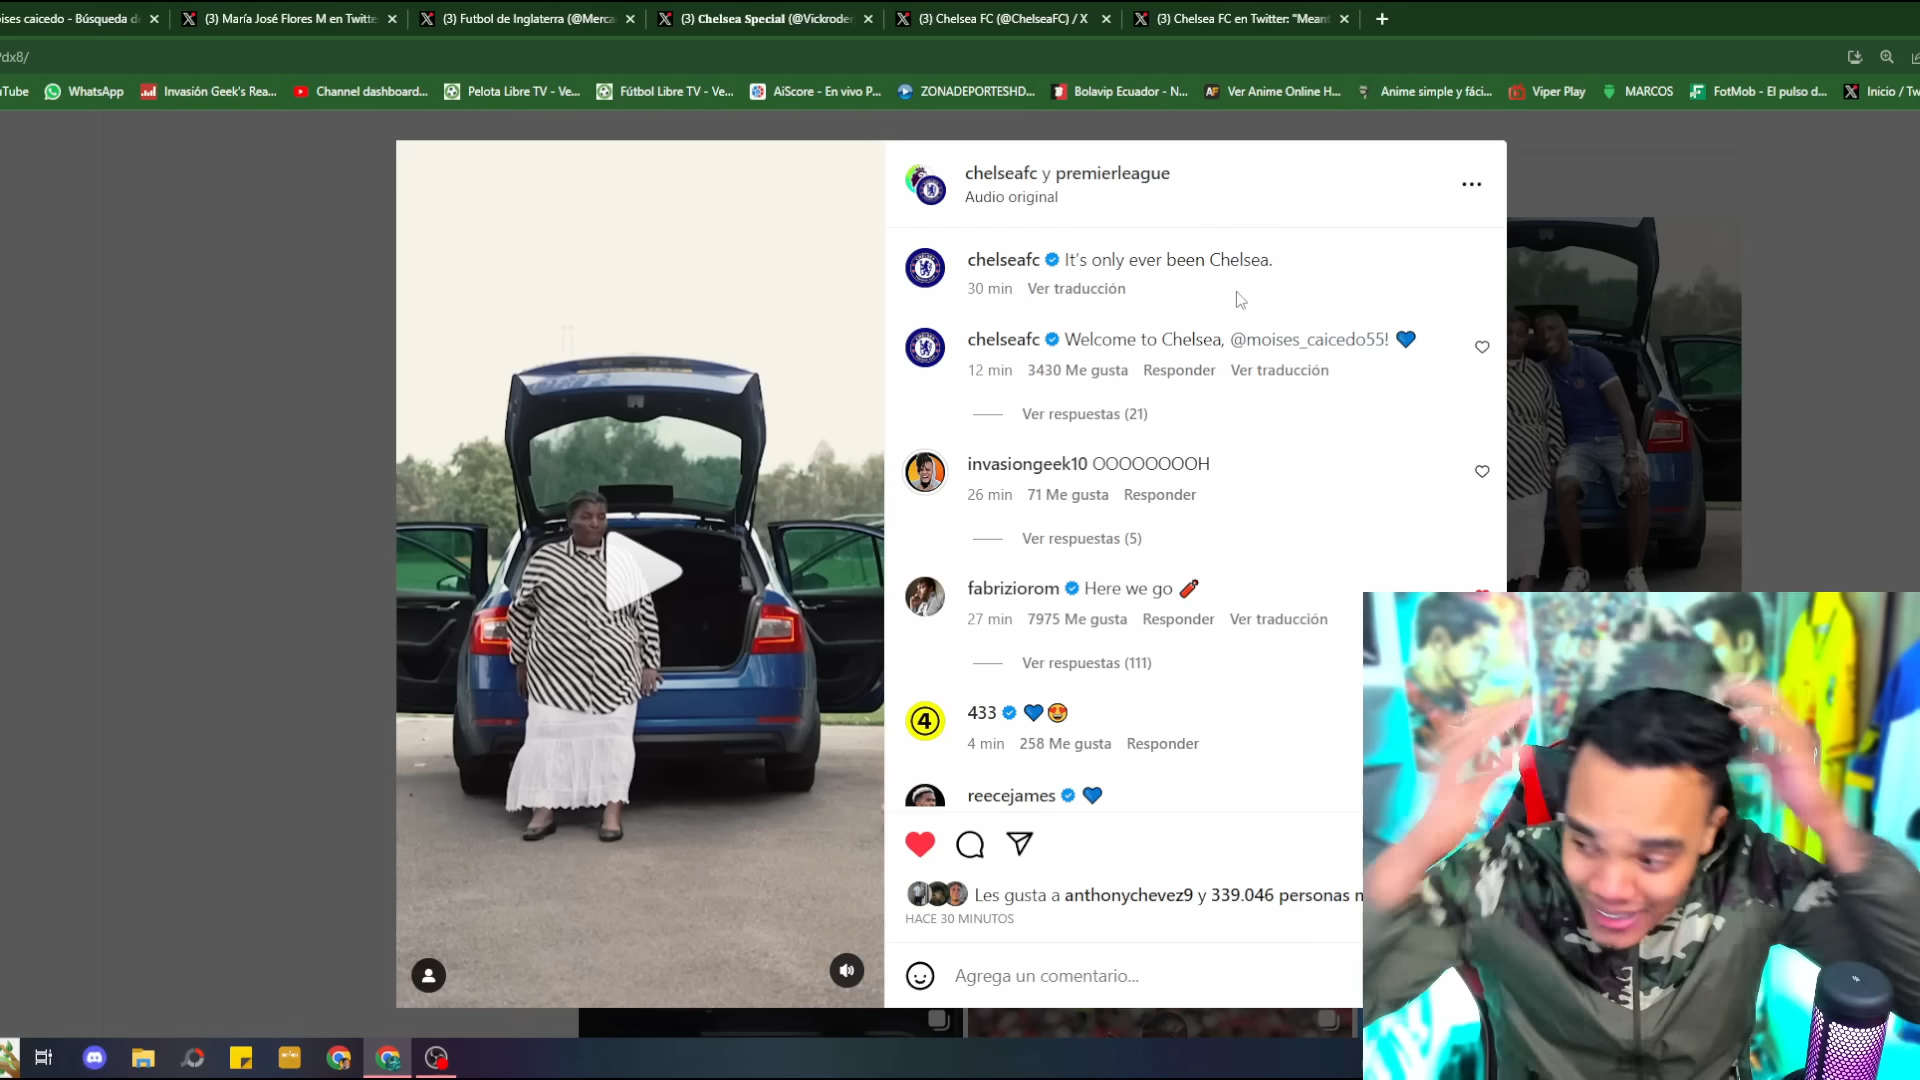 ises caicedo - Búsqueda d
(3) María José Flores M en Twitte
(3) Futbol de Inglaterra (@Merca
(3) Chelsea Special (@Vickrode
(3) Chelsea FC (@ChelseaFC) / X
(3) Chelsea FC en Twitter: "Meant
dx8/
uTube
WhatsApp
Invasión Geek's Rea...
Channel dashboard...
Pelota Libre TV - Ve...
Fútbol Libre TV - Ve...
AiScore - En vivo P...
ZONADEPORTESHD...
Bolavip Ecuador - N...
Ver Anime Online H...
Anime simple y fáci...
Viper Play
MARCOS
FotMob - El pulso d...
Inicio / Tw
chelseafc y premierleague
Audio original
chelseafc It's only ever been Chelsea.
30 min Ver traducción
chelseafc Welcome to Chelsea, @moises_caicedo55! 💙
12 min 3430 Me gusta Responder Ver traducción
Ver respuestas (21)
invasiongeek10 OOOOOOOOH
26 min 71 Me gusta Responder
Ver respuestas (5)
fabriziorom Here we go 🧨
27 min 7975 Me gusta Responder Ver traducción
Ver respuestas (111)
433 💙😍
4 min 258 Me gusta Responder
reecejames 💙
Les gusta a anthonychevez9 y 339.046 personas m
HACE 30 MINUTOS
Agrega un comentario...